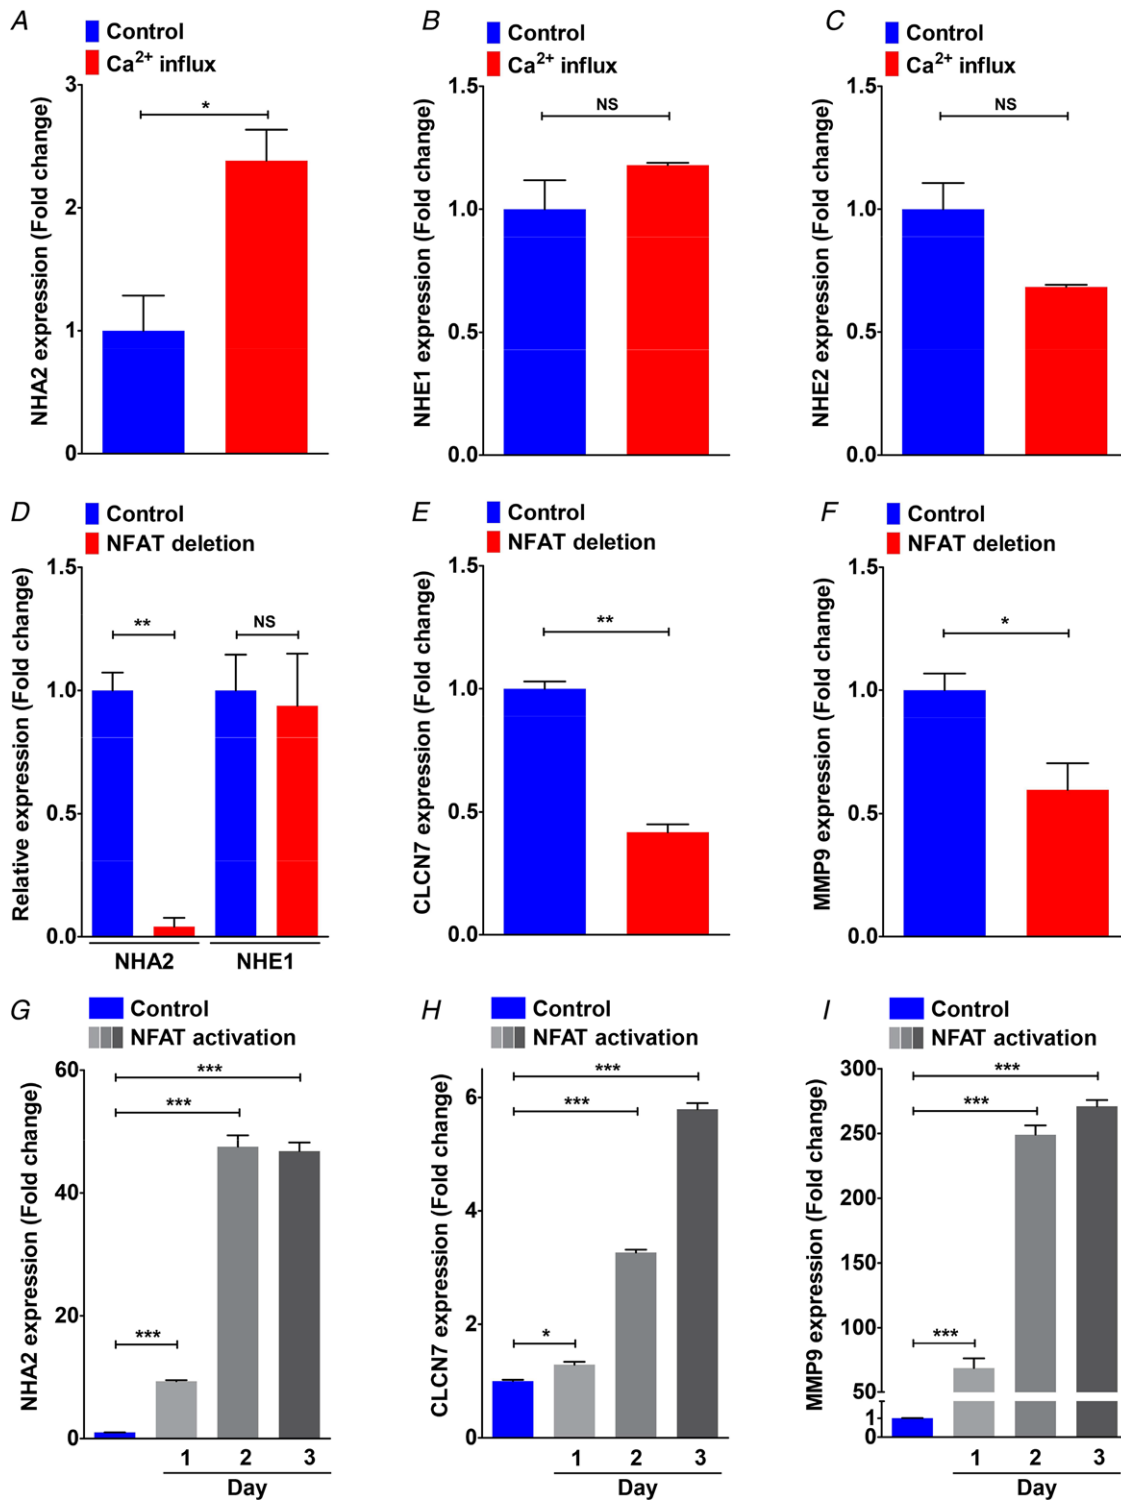 A
Control
Ca2+ influx
NHA2 expression (Fold change)
3
2
1
0
*
B
Control
Ca2+ influx
NHE1 expression (Fold change)
1.5
1.0
0.5
0.0
NS
C
Control
Ca2+ influx
NHE2 expression (Fold change)
1.5
1.0
0.5
0.0
NS
D
Control
NFAT deletion
Relative expression (Fold change)
1.5
1.0
0.5
0.0
**
NS
NHA2 NHE1
E
Control
NFAT deletion
CLCN7 expression (Fold change)
1.5
1.0
0.5
0.0
**
F
Control
NFAT deletion
MMP9 expression (Fold change)
1.5
1.0
0.5
0.0
*
G
Control
NFAT activation
NHA2 expression (Fold change)
60
40
20
0
***
***
***
1 2 3
Day
H
Control
NFAT activation
CLCN7 expression (Fold change)
6
4
2
0
***
***
*
1 2 3
Day
I
Control
NFAT activation
MMP9 expression (Fold change)
300
250
200
150
100
50
1
0
***
***
***
1 2 3
Day